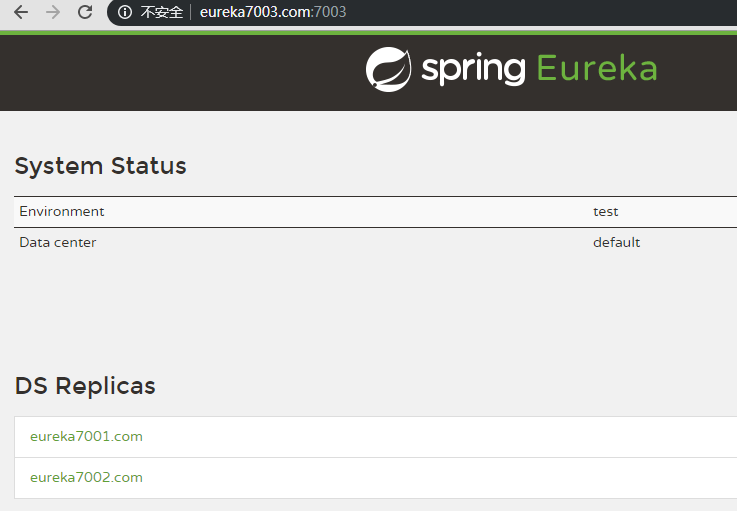 不安全 eureka7003.com:7003
spring Eureka
System Status
Environment test
Data center default
DS Replicas
eureka7001.com
eureka7002.com